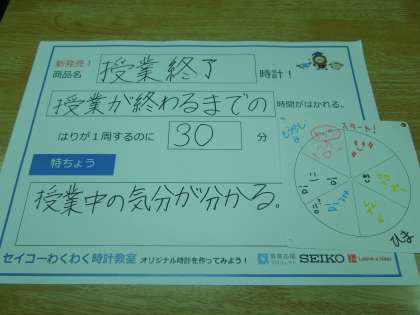 新発売!
商品名 授業終了 時計!
授業が終わるまでの 時間がはかれる。
はりが1周するのに 30 分
特ちょう
授業中の気分が分かる。
スタート!
ひま
セイコーわくわく時計教室 オリジナル時計を作ってみよう! SEIKO